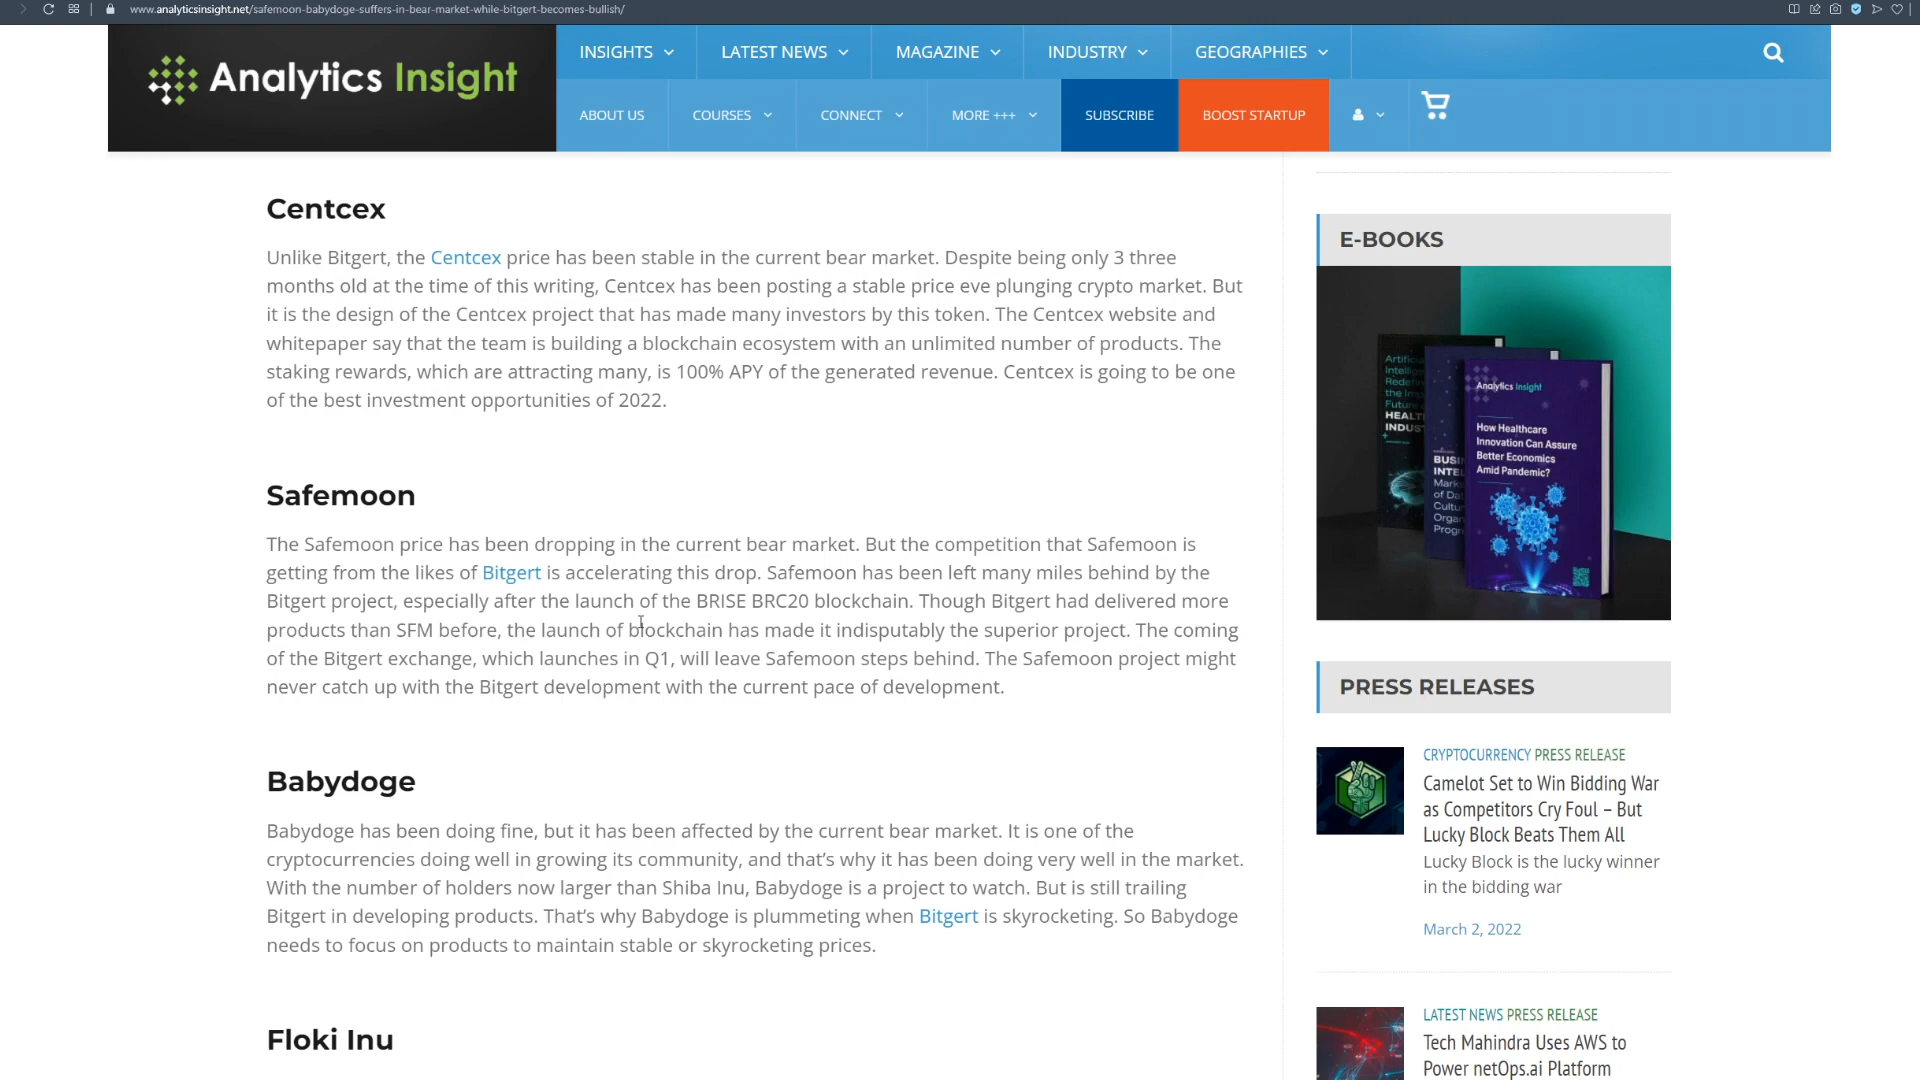 www.analyticsinsight.net/safemoon-babydoge-suffers-in-bear-market-while-bitgert-becomes-bullish/
Analytics Insight
INSIGHTS
LATEST NEWS
MAGAZINE
INDUSTRY
GEOGRAPHIES
ABOUT US
COURSES
CONNECT
MORE +++
SUBSCRIBE
BOOST STARTUP
Centcex
Unlike Bitgert, the Centcex price has been stable in the current bear market. Despite being only 3 three
months old at the time of this writing, Centcex has been posting a stable price eve plunging crypto market. But
it is the design of the Centcex project that has made many investors by this token. The Centcex website and
whitepaper say that the team is building a blockchain ecosystem with an unlimited number of products. The
staking rewards, which are attracting many, is 100% APY of the generated revenue. Centcex is going to be one
of the best investment opportunities of 2022.
Safemoon
The Safemoon price has been dropping in the current bear market. But the competition that Safemoon is
getting from the likes of Bitgert is accelerating this drop. Safemoon has been left many miles behind by the
Bitgert project, especially after the launch of the BRISE BRC20 blockchain. Though Bitgert had delivered more
products than SFM before, the launch of blockchain has made it indisputably the superior project. The coming
of the Bitgert exchange, which launches in Q1, will leave Safemoon steps behind. The Safemoon project might
never catch up with the Bitgert development with the current pace of development.
Babydoge
Babydoge has been doing fine, but it has been affected by the current bear market. It is one of the
cryptocurrencies doing well in growing its community, and that's why it has been doing very well in the market.
With the number of holders now larger than Shiba Inu, Babydoge is a project to watch. But is still trailing
Bitgert in developing products. That's why Babydoge is plummeting when Bitgert is skyrocketing. So Babydoge
needs to focus on products to maintain stable or skyrocketing prices.
Floki Inu
E-BOOKS
Analytics Insight
How Healthcare
Innovation Can Assure
Better Economics
Amid Pandemic?
PRESS RELEASES
CRYPTOCURRENCY PRESS RELEASE
Camelot Set to Win Bidding War
as Competitors Cry Foul – But
Lucky Block Beats Them All
Lucky Block is the lucky winner
in the bidding war
March 2, 2022
LATEST NEWS PRESS RELEASE
Tech Mahindra Uses AWS to
Power netOps.ai Platform